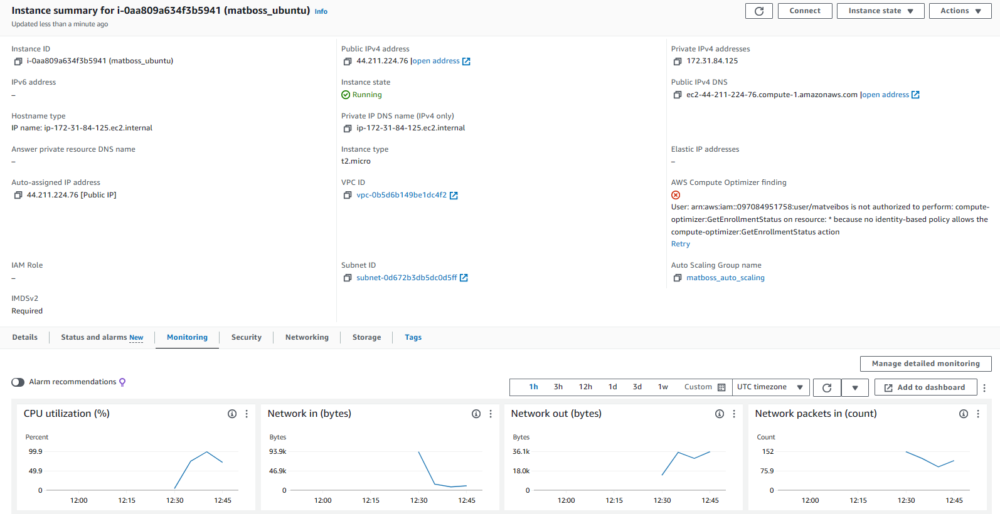 Instance summary for i-0aa809a634f3b5941 (matboss_ubuntu) Info
Updated less than a minute ago
Connect
Instance state
Actions
Instance ID
i-0aa809a634f3b5941 (matboss_ubuntu)
Public IPv4 address
44.211.224.76 |open address
Private IPv4 addresses
172.31.84.125
IPv6 address
–
Instance state
Running
Public IPv4 DNS
ec2-44-211-224-76.compute-1.amazonaws.com |open address
Hostname type
IP name: ip-172-31-84-125.ec2.internal
Private IP DNS name (IPv4 only)
ip-172-31-84-125.ec2.internal
Answer private resource DNS name
–
Instance type
t2.micro
Elastic IP addresses
–
Auto-assigned IP address
44.211.224.76 [Public IP]
VPC ID
vpc-0b5d6b149be1dc4f2
AWS Compute Optimizer finding
User: arn:aws:iam::097084951758:user/matveibos is not authorized to perform: compute-
optimizer:GetEnrollmentStatus on resource: * because no identity-based policy allows the
compute-optimizer:GetEnrollmentStatus action
Retry
IAM Role
–
Subnet ID
subnet-0d672b3db5dc0d5ff
Auto Scaling Group name
matboss_auto_scaling
IMDSv2
Required
Details
Status and alarms New
Monitoring
Security
Networking
Storage
Tags
Manage detailed monitoring
Alarm recommendations
1h 3h 12h 1d 3d 1w Custom
UTC timezone
Add to dashboard
CPU utilization (%)
Percent
99.9
49.9
0
12:00 12:15 12:30 12:45
Network in (bytes)
Bytes
93.9k
46.9k
0
12:00 12:15 12:30 12:45
Network out (bytes)
Bytes
36.1k
18.0k
0
12:00 12:15 12:30 12:45
Network packets in (count)
Count
152
75.9
0
12:00 12:15 12:30 12:45